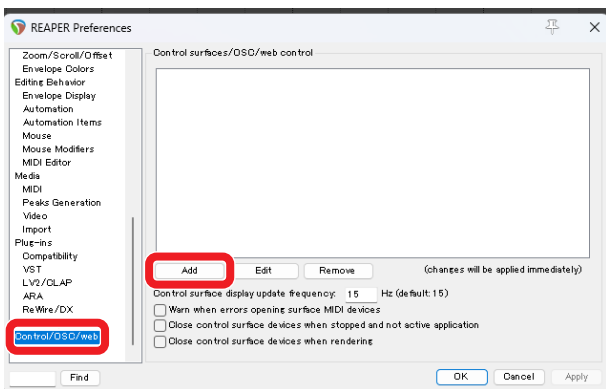 REAPER Preferences
Zoom/Scroll/Offset
Envelope Colors
Editing Behavior
Envelope Display
Automation
Automation Items
Mouse
Mouse Modifiers
MIDI Editor
Media
MIDI
Peaks Generation
Video
Import
Plug-ins
Compatibility
VST
LV2/CLAP
ARA
ReWire/DX
Control/OSC/web
Find
Control surfaces/OSC/web control
Add Edit Remove (changes will be applied immediately)
Control surface display update frequency: 15 Hz (default: 15)
Warn when errors opening surface MIDI devices
Close control surface devices when stopped and not active application
Close control surface devices when rendering
OK Cancel Apply